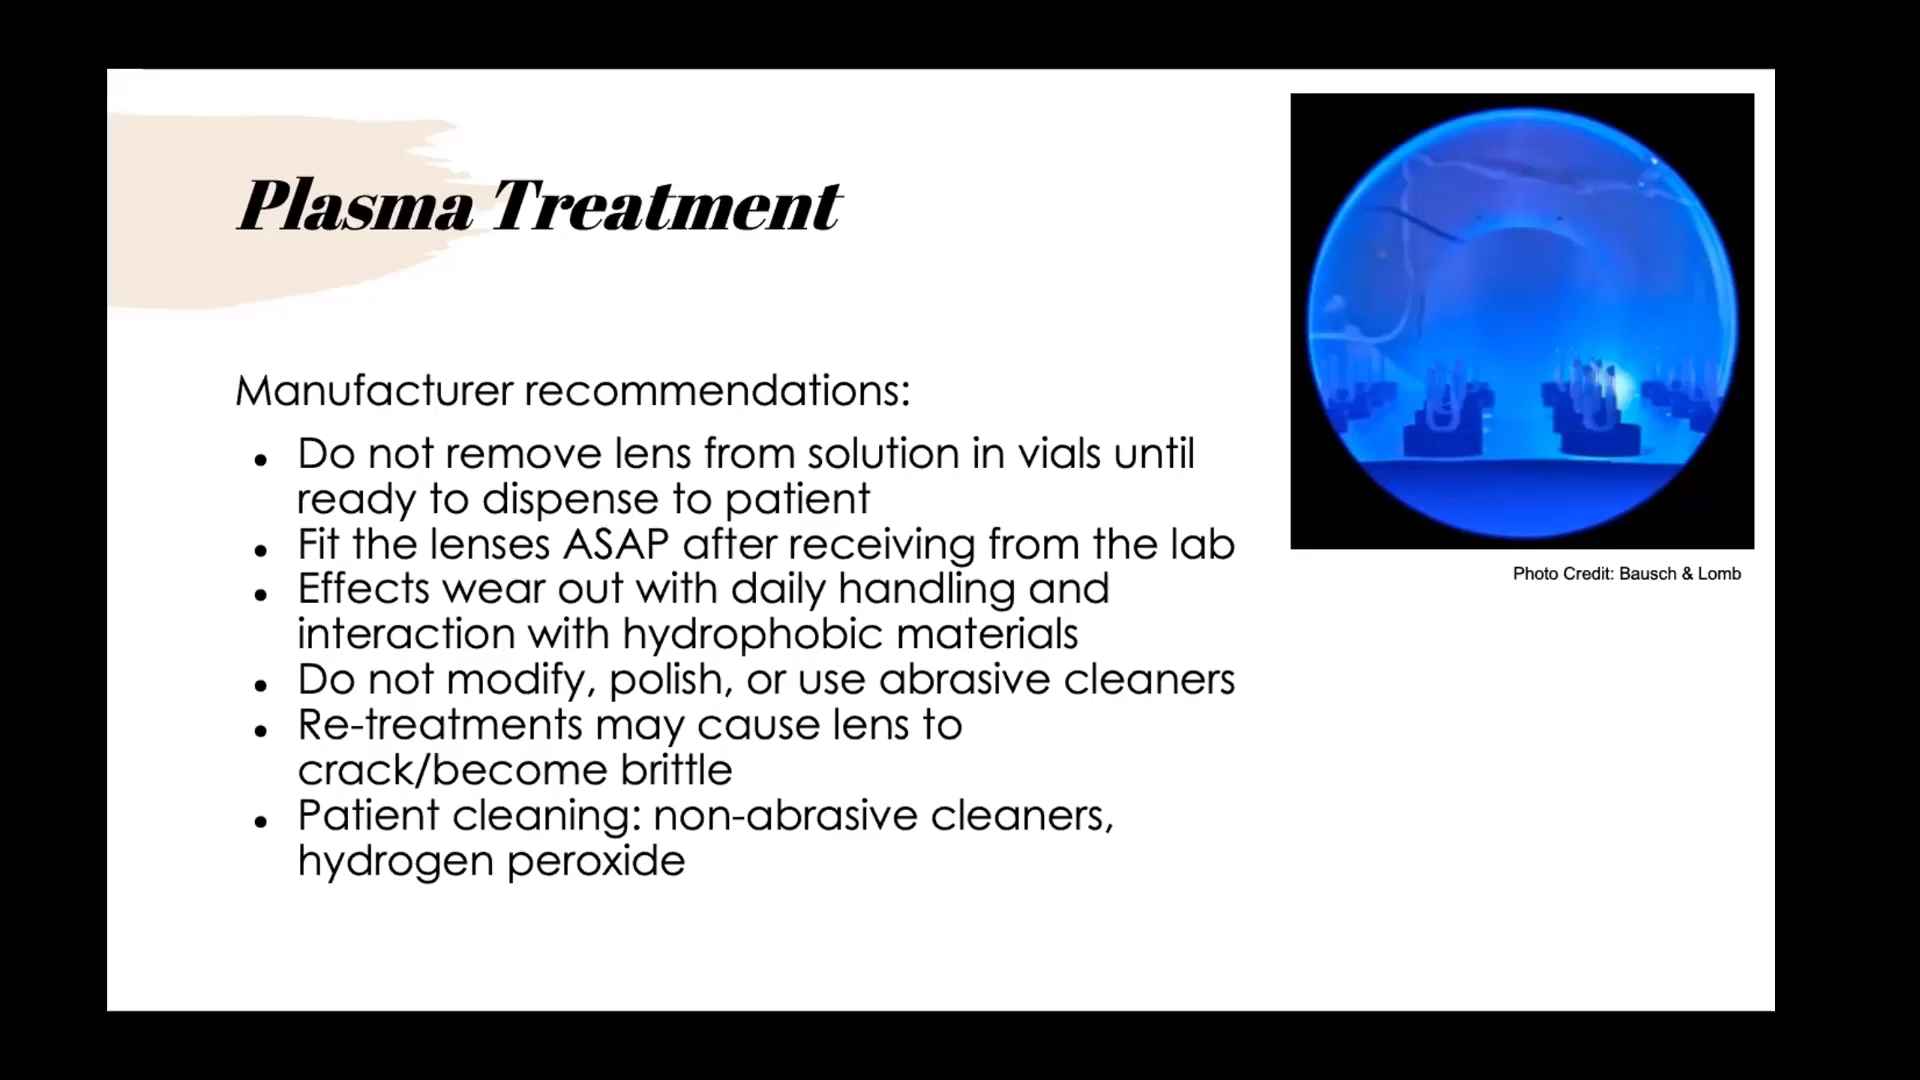 Plasma Treatment
Manufacturer recommendations:
• Do not remove lens from solution in vials until
ready to dispense to patient
• Fit the lenses ASAP after receiving from the lab
• Effects wear out with daily handling and
interaction with hydrophobic materials
• Do not modify, polish, or use abrasive cleaners
• Re-treatments may cause lens to
crack/become brittle
• Patient cleaning: non-abrasive cleaners,
hydrogen peroxide
Photo Credit: Bausch & Lomb